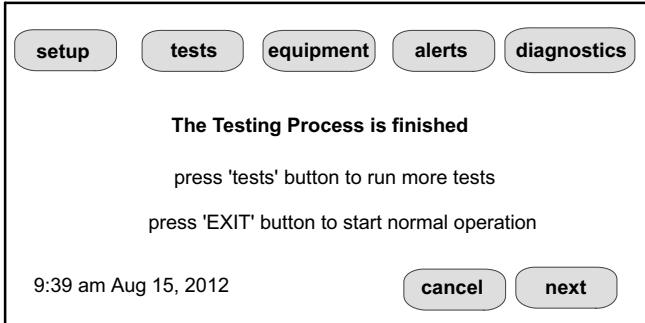 setup tests equipment alerts diagnostics
The Testing Process is finished
press 'tests' button to run more tests
press 'EXIT' button to start normal operation
9:39 am Aug 15, 2012 cancel next